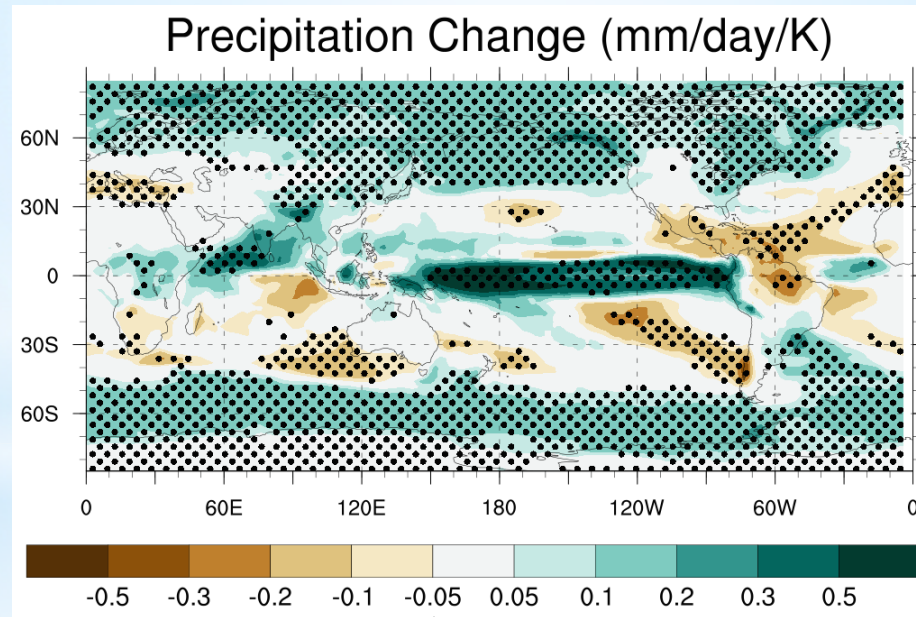 Precipitation Change (mm/day/K)
60N
30N
0
30S
60S
0 60E 120E 180 120W 60W 0
-0.5 -0.3 -0.2 -0.1 -0.05 0.05 0.1 0.2 0.3 0.5